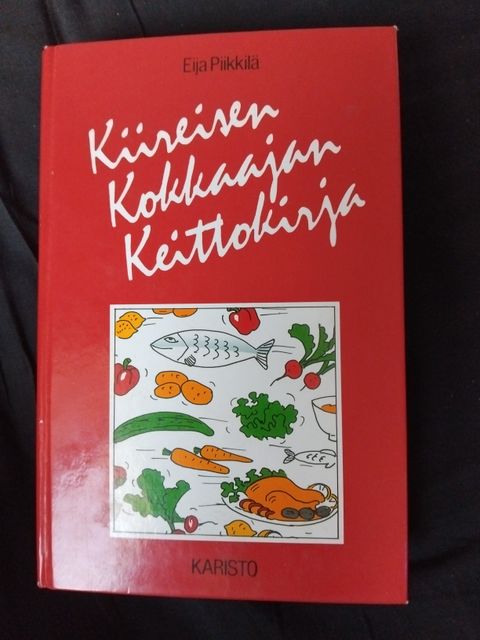 Eija Piikkilä
Kiireisen
Kokkaajan
Keittokirja
KARISTO